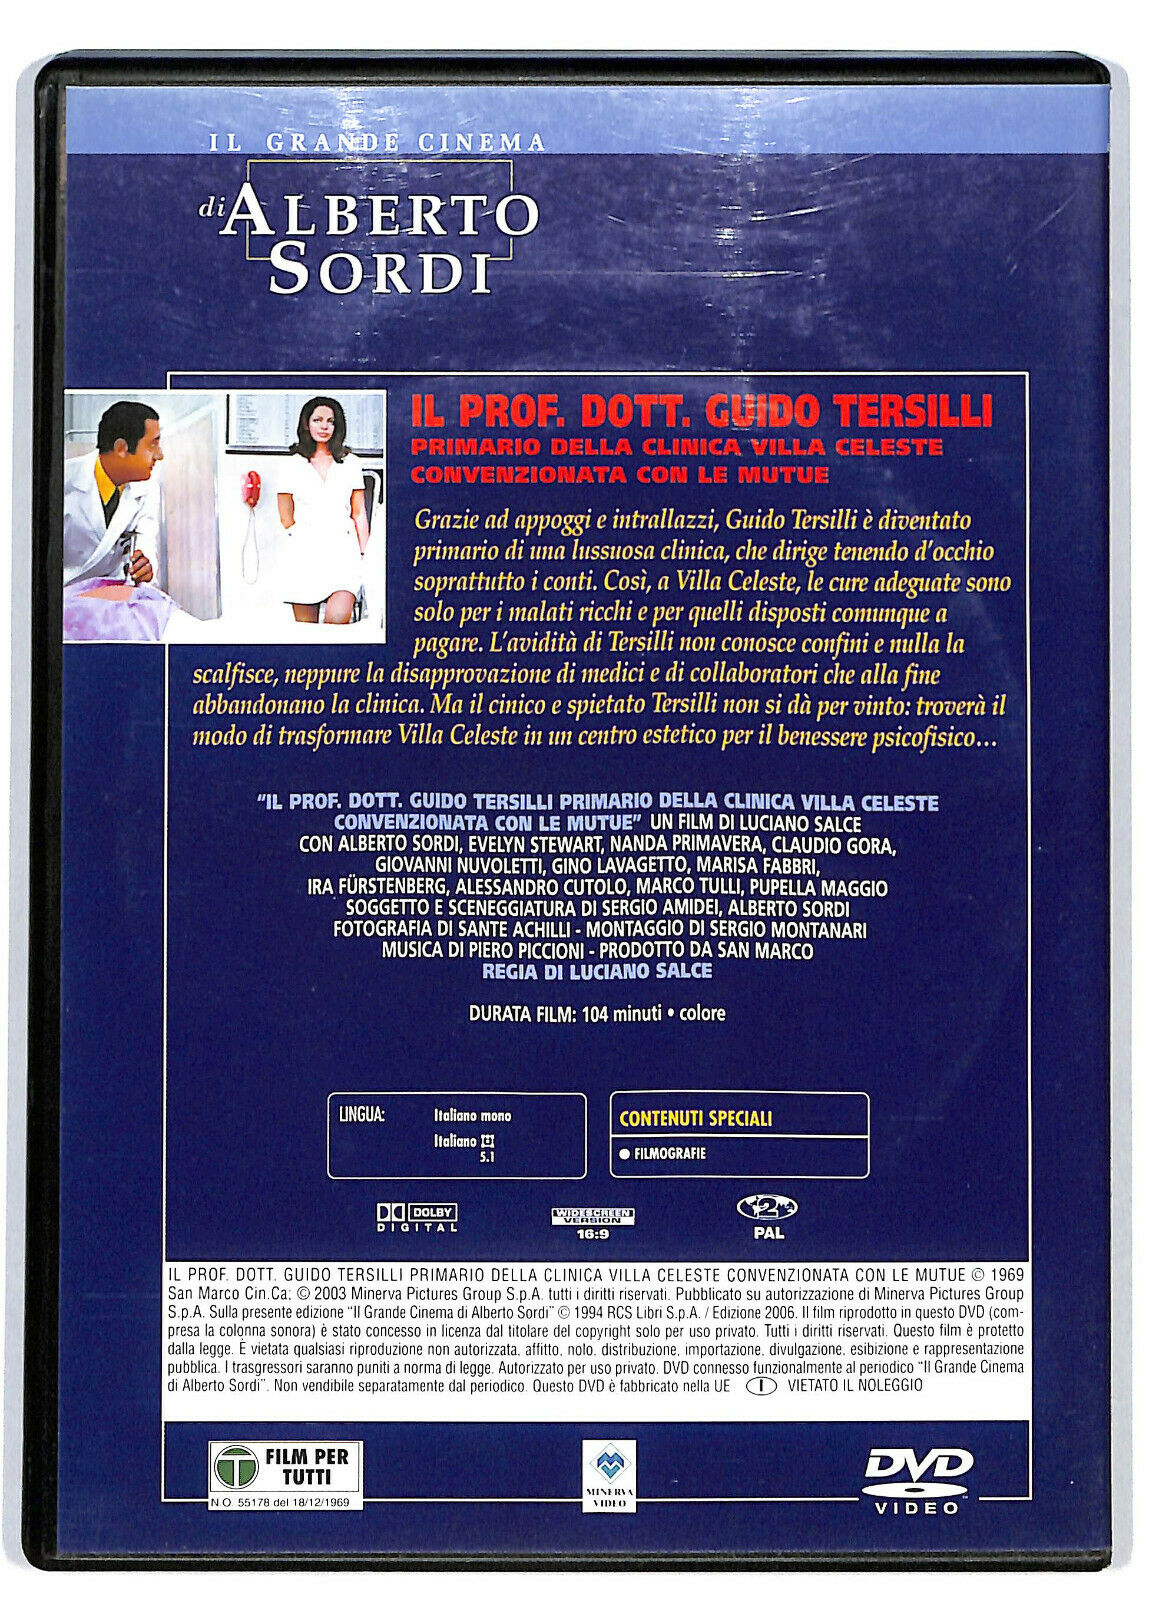 IL GRANDE CINEMA
di ALBERTO
SORDI
IL PROF. DOTT. GUIDO TERSILLI
PRIMARIO DELLA CLINICA VILLA CELESTE
CONVENZIONATA CON LE MUTUE
Grazie ad appoggi e intrallazzi, Guido Tersilli è diventato
primario di una lussuosa clinica, che dirige tenendo d'occhio
soprattutto i conti. Così, a Villa Celeste, le cure adeguate sono
solo per i malati ricchi e per quelli disposti comunque a
pagare. L'avidità di Tersilli non conosce confini e nulla la
scalfisce, neppure la disapprovazione di medici e di collaboratori che alla fine
abbandonano la clinica. Ma il cinico e spietato Tersilli non si dà per vinto: troverà il
modo di trasformare Villa Celeste in un centro estetico per il benessere psicofisico...
"IL PROF. DOTT. GUIDO TERSILLI PRIMARIO DELLA CLINICA VILLA CELESTE
CONVENZIONATA CON LE MUTUE" UN FILM DI LUCIANO SALCE
CON ALBERTO SORDI, EVELYN STEWART, NANDA PRIMAVERA, CLAUDIO GORA,
GIOVANNI NUVOLETTI, GINO LAVAGETTO, MARISA FABBRI,
IRA FÜRSTENBERG, ALESSANDRO CUTOLO, MARCO TULLI, PUPELLA MAGGIO
SOGGETTO E SCENEGGIATURA DI SERGIO AMIDEI, ALBERTO SORDI
FOTOGRAFIA DI SANTE ACHILLI - MONTAGGIO DI SERGIO MONTANARI
MUSICA DI PIERO PICCIONI - PRODOTTO DA SAN MARCO
REGIA DI LUCIANO SALCE
DURATA FILM: 104 minuti • colore
LINGUA: Italiano mono
Italiano
5.1
CONTENUTI SPECIALI
● FILMOGRAFIE
DOLBY
DIGITAL
WIDESCREEN
VERSION
16:9
2
PAL
IL PROF. DOTT. GUIDO TERSILLI PRIMARIO DELLA CLINICA VILLA CELESTE CONVENZIONATA CON LE MUTUE © 1969
San Marco Cin.Ca; © 2003 Minerva Pictures Group S.p.A. tutti i diritti riservati. Pubblicato su autorizzazione di Minerva Pictures Group
S.p.A. Sulla presente edizione "Il Grande Cinema di Alberto Sordi" © 1994 RCS Libri S.p.A. / Edizione 2006. Il film riprodotto in questo DVD (com-
presa la colonna sonora) è stato concesso in licenza dal titolare del copyright solo per uso privato. Tutti i diritti riservati. Questo film è protetto
dalla legge. È vietata qualsiasi riproduzione non autorizzata, affitto, nolo, distribuzione, importazione, divulgazione, esibizione e rappresentazione
pubblica. I trasgressori saranno puniti a norma di legge. Autorizzato per uso privato. DVD connesso funzionalmente al periodico "Il Grande Cinema
di Alberto Sordi". Non vendibile separatamente dal periodico. Questo DVD è fabbricato nella UE I VIETATO IL NOLEGGIO
T FILM PER
TUTTI
N.O. 55178 del 18/12/1969
MINERVA
VIDEO
DVD
VIDEO